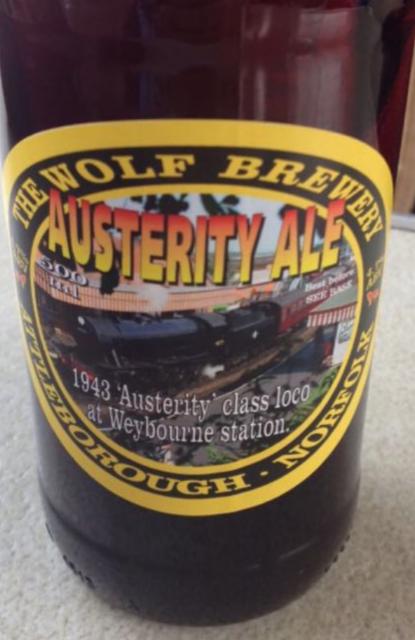 THE WOLF BREWERY
AUSTERITY ALE
500
ml
Best before
SEE BASE
1943 'Austerity' class loco
at Weybourne station.
ATTLEBOROUGH · NORFOLK